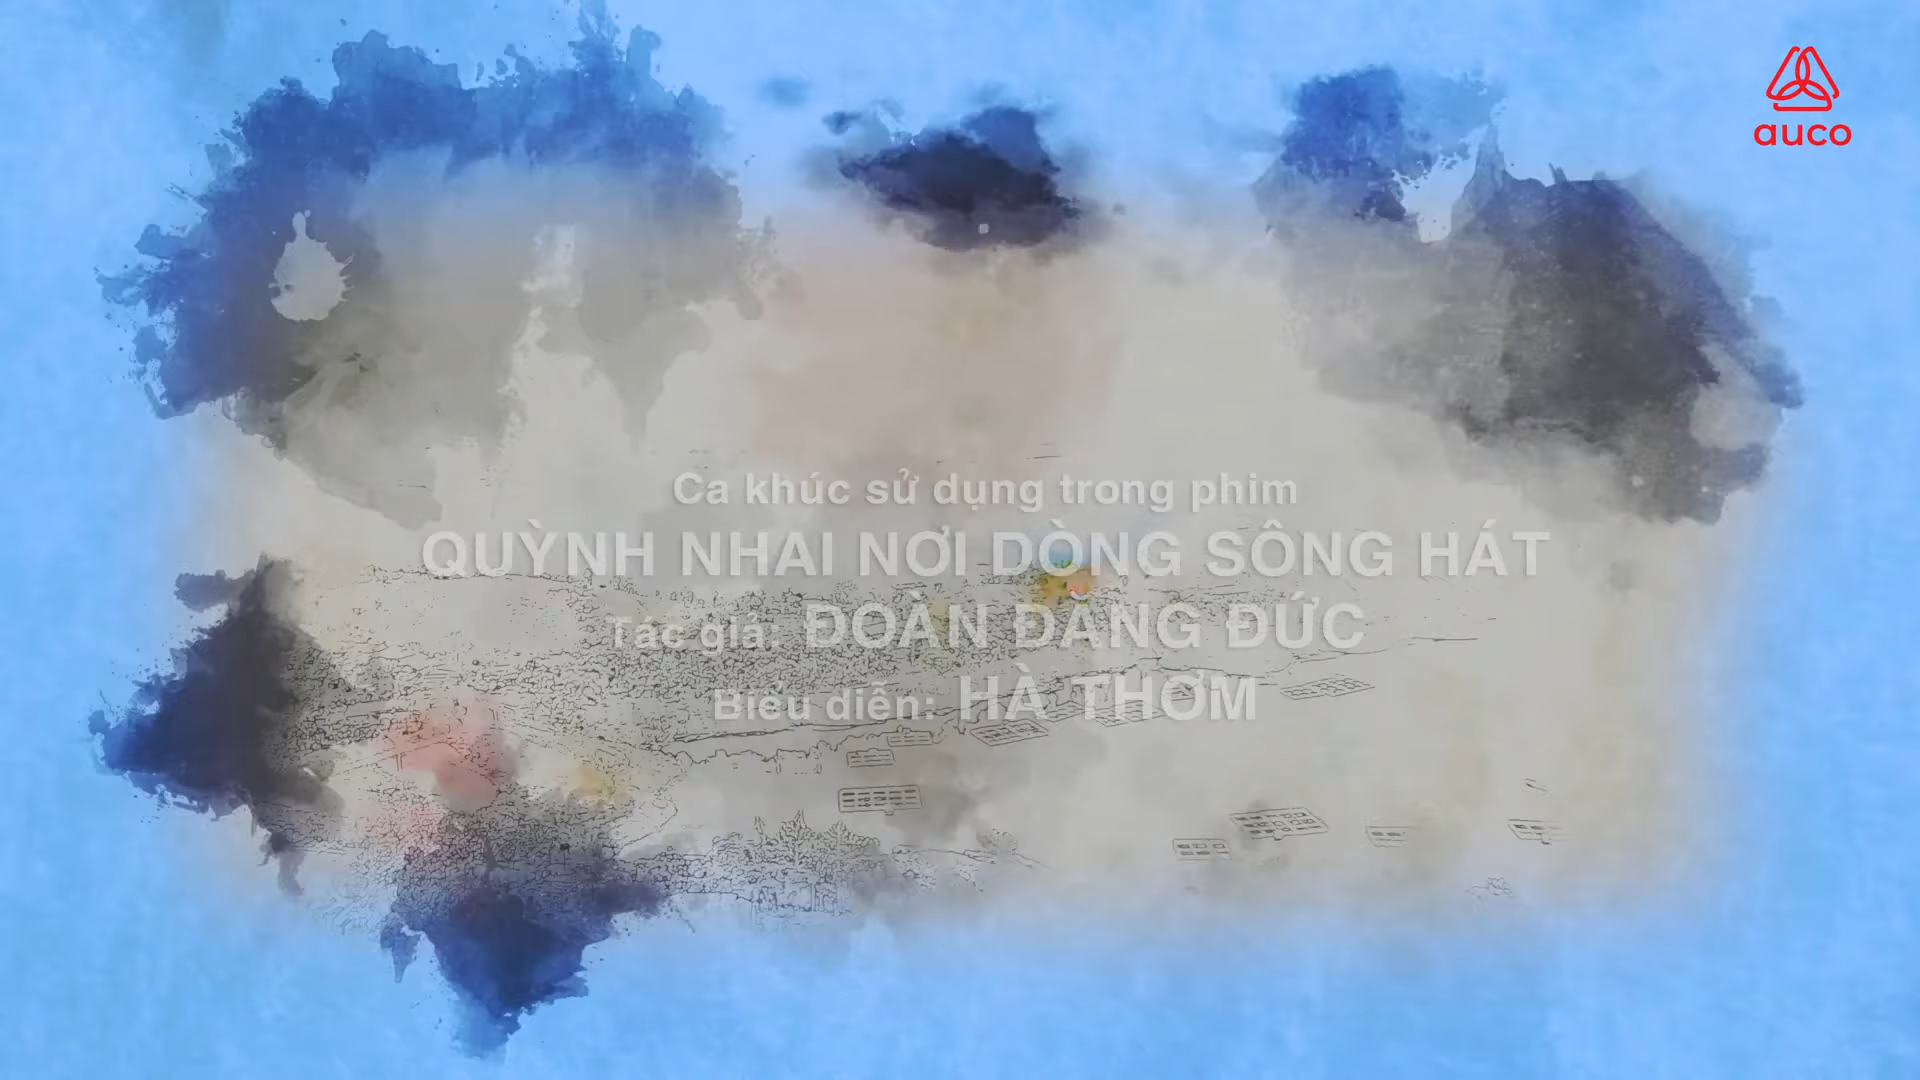 auco
Ca khúc sử dụng trong phim
QUỲNH NHAI NƠI DÒNG SÔNG HÁT
Tác giả: ĐOÀN ĐĂNG ĐỨC
Biểu diễn: HÀ THƠM